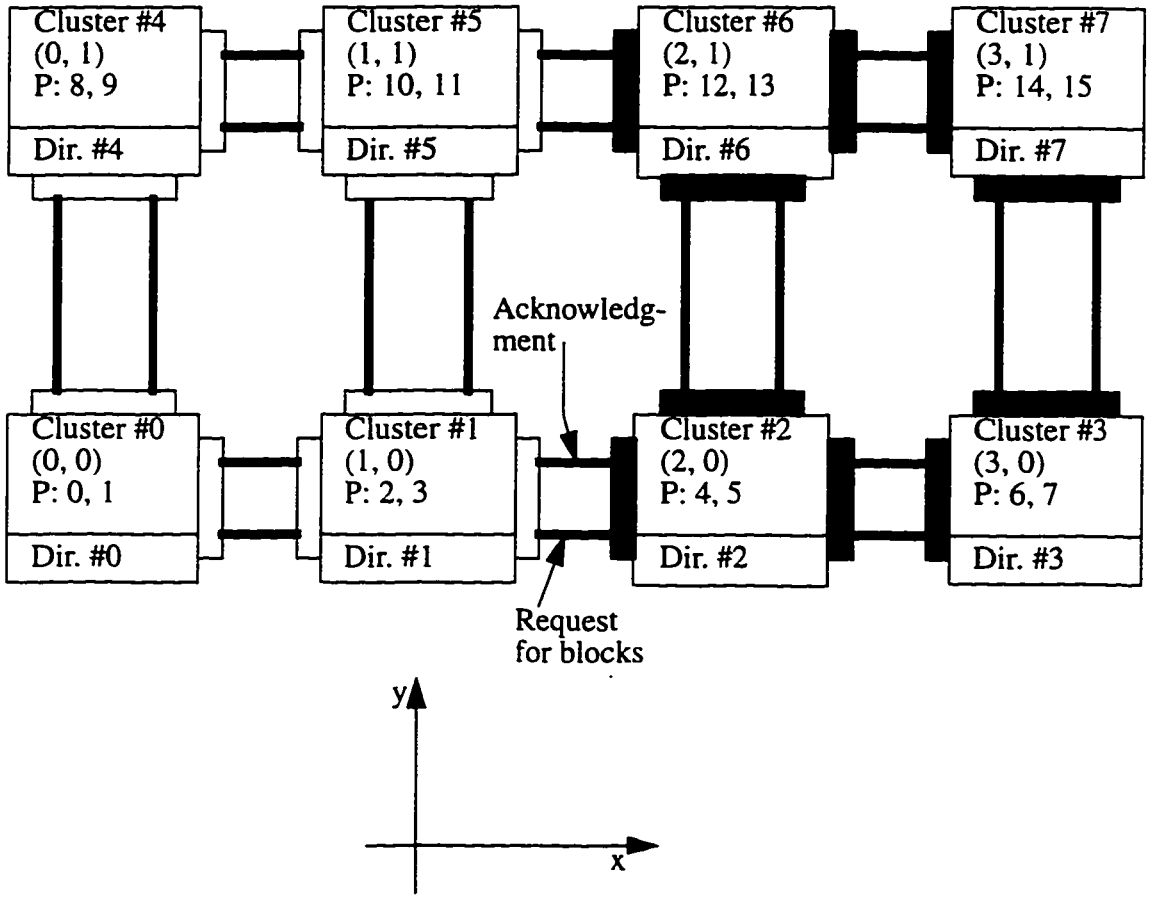 Cluster #4
(0, 1)
P: 8, 9
Dir. #4
Cluster #5
(1, 1)
P: 10, 11
Dir. #5
Cluster #6
(2, 1)
P: 12, 13
Dir. #6
Cluster #7
(3, 1)
P: 14, 15
Dir. #7
Acknowledg-
ment
Cluster #0
(0, 0)
P: 0, 1
Dir. #0
Cluster #1
(1, 0)
P: 2, 3
Dir. #1
Cluster #2
(2, 0)
P: 4, 5
Dir. #2
Cluster #3
(3, 0)
P: 6, 7
Dir. #3
Request
for blocks
y
x